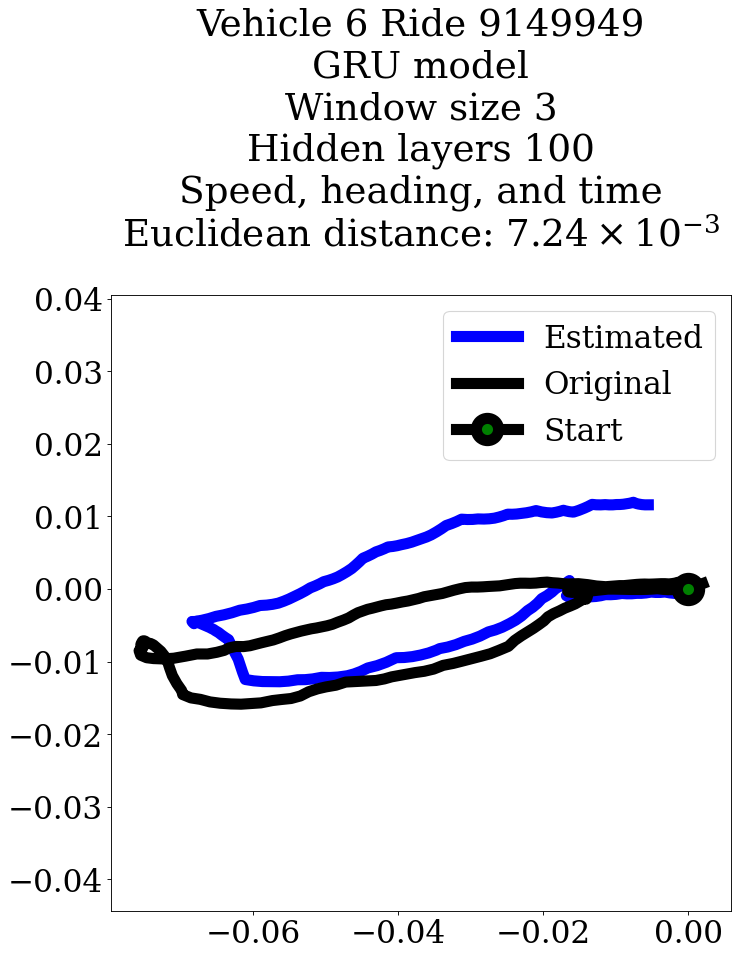 Vehicle 6 Ride 9149949
GRU model
Window size 3
Hidden layers 100
Speed, heading, and time
Euclidean distance: 7.24 × 10⁻³
0.04
0.03
0.02
0.01
0.00
−0.01
−0.02
−0.03
−0.04
Estimated
Original
Start
−0.06 −0.04 −0.02 0.00